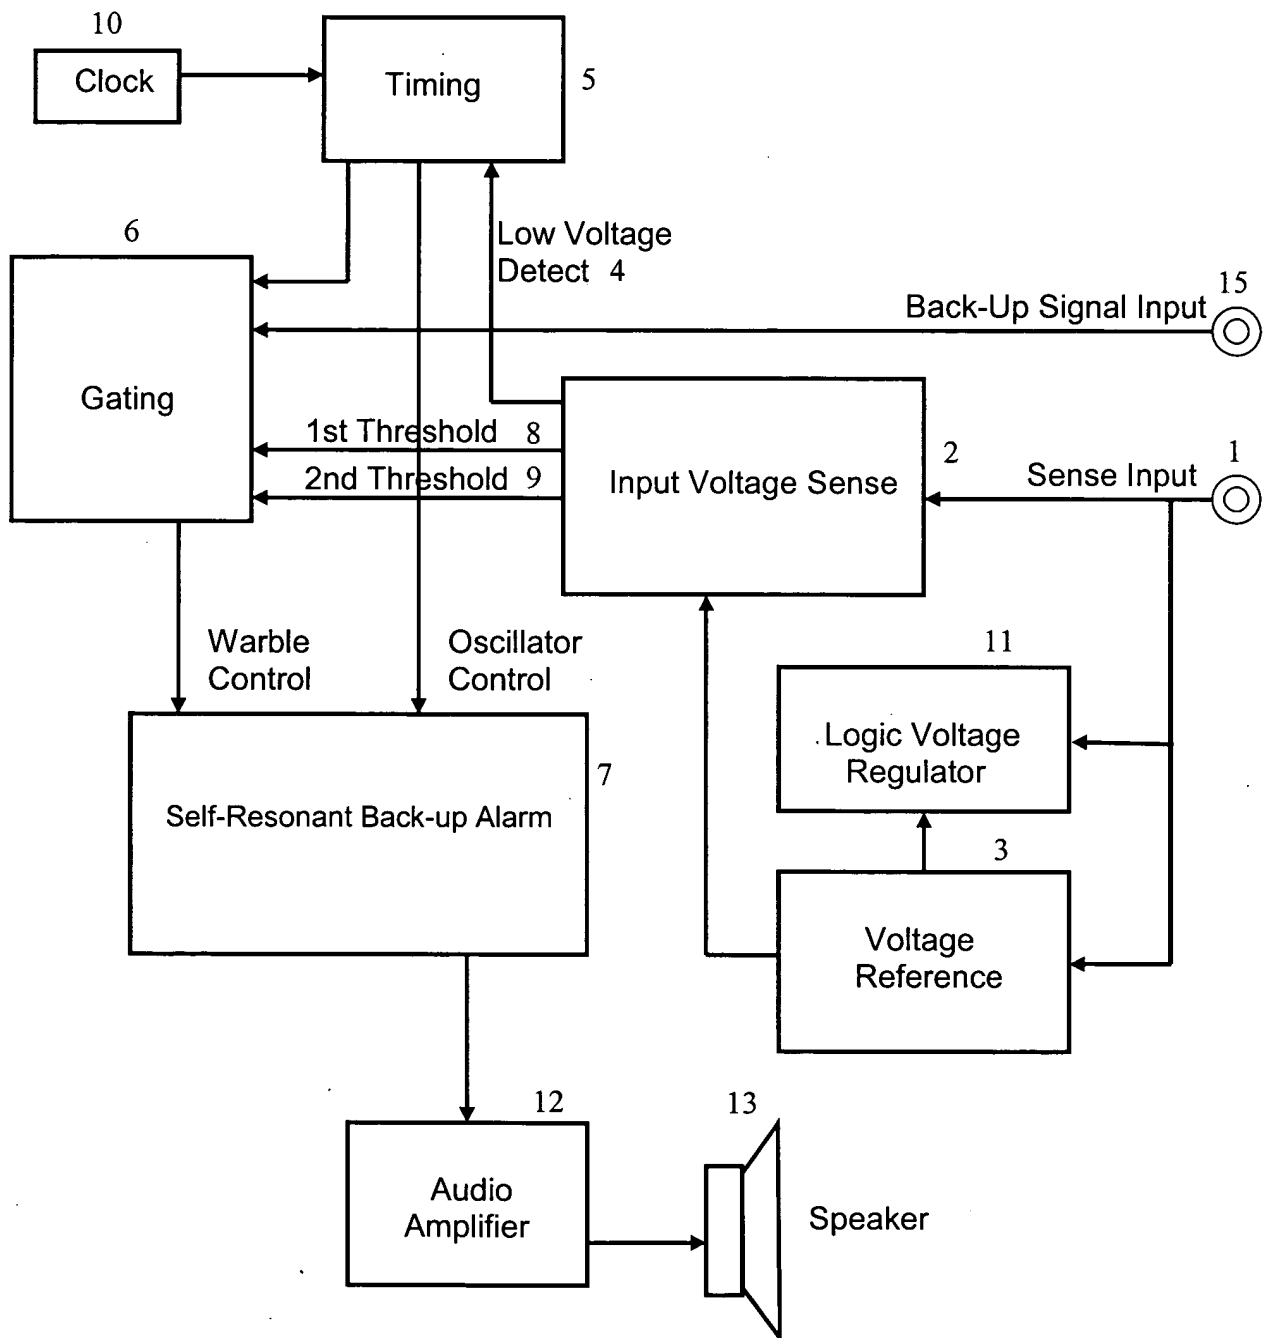 10
Clock
Timing
5
6
Low Voltage
Detect 4
15
Back-Up Signal Input
Gating
1st Threshold 8
2nd Threshold 9
Input Voltage Sense
2
1
Sense Input
Warble
Control
Oscillator
Control
11
Logic Voltage
Regulator
7
Self-Resonant Back-up Alarm
3
Voltage
Reference
12
Audio
Amplifier
13
Speaker